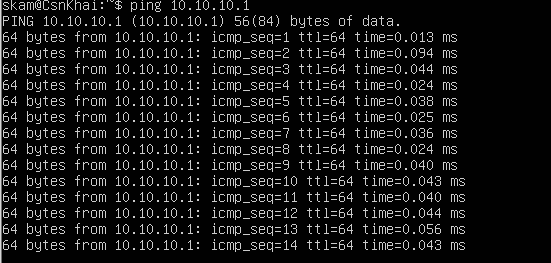 skam@CsnKhai:~$ ping 10.10.10.1
PING 10.10.10.1 (10.10.10.1) 56(84) bytes of data.
64 bytes from 10.10.10.1: icmp_seq=1 ttl=64 time=0.013 ms
64 bytes from 10.10.10.1: icmp_seq=2 ttl=64 time=0.094 ms
64 bytes from 10.10.10.1: icmp_seq=3 ttl=64 time=0.044 ms
64 bytes from 10.10.10.1: icmp_seq=4 ttl=64 time=0.024 ms
64 bytes from 10.10.10.1: icmp_seq=5 ttl=64 time=0.038 ms
64 bytes from 10.10.10.1: icmp_seq=6 ttl=64 time=0.025 ms
64 bytes from 10.10.10.1: icmp_seq=7 ttl=64 time=0.036 ms
64 bytes from 10.10.10.1: icmp_seq=8 ttl=64 time=0.024 ms
64 bytes from 10.10.10.1: icmp_seq=9 ttl=64 time=0.040 ms
64 bytes from 10.10.10.1: icmp_seq=10 ttl=64 time=0.043 ms
64 bytes from 10.10.10.1: icmp_seq=11 ttl=64 time=0.040 ms
64 bytes from 10.10.10.1: icmp_seq=12 ttl=64 time=0.044 ms
64 bytes from 10.10.10.1: icmp_seq=13 ttl=64 time=0.056 ms
64 bytes from 10.10.10.1: icmp_seq=14 ttl=64 time=0.043 ms